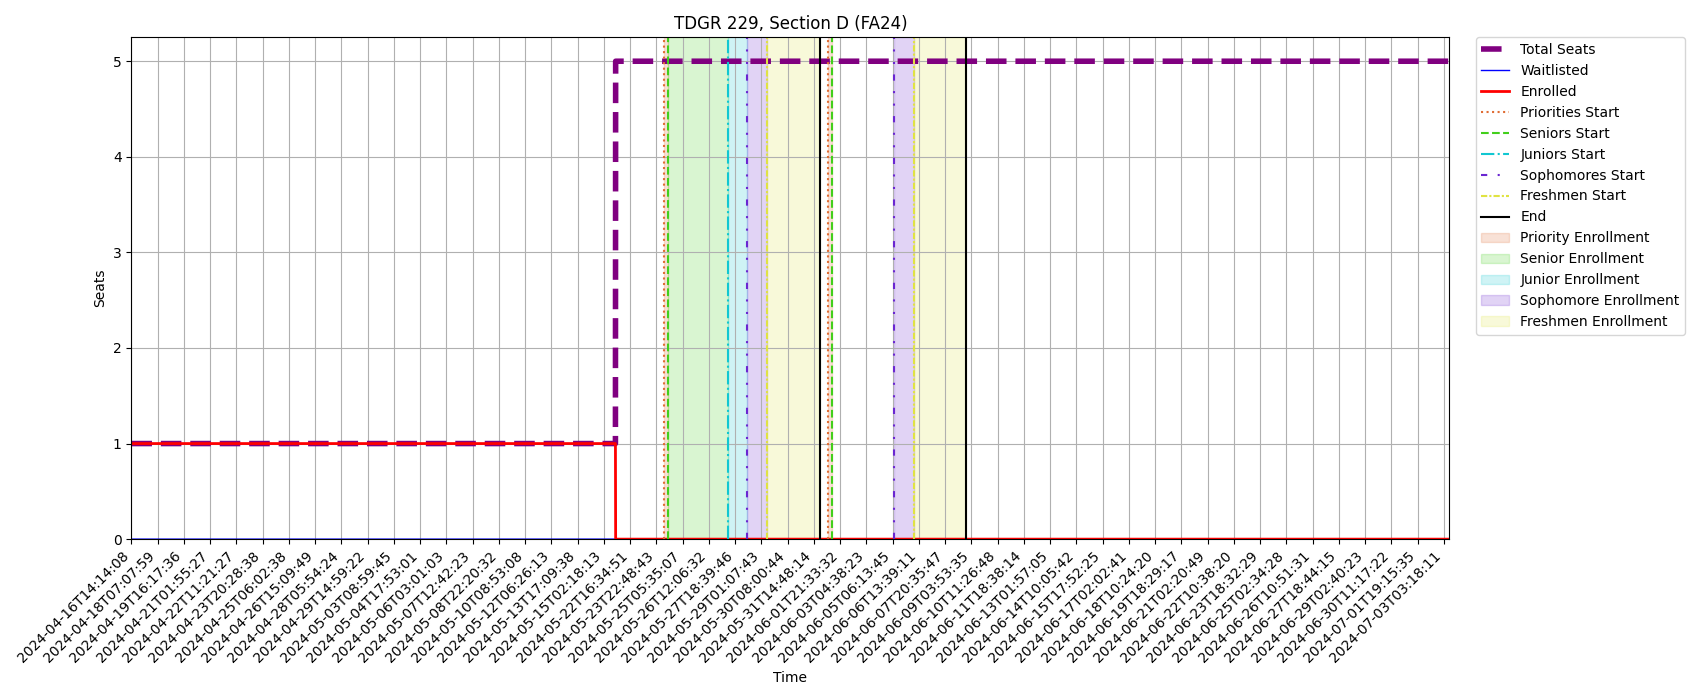 TDGR 229, Section D (FA24)
Seats
5
4
3
2
1
0
2024-04-16T14:14:08
2024-04-18T07:07:59
2024-04-19T16:17:36
2024-04-21T01:55:27
2024-04-22T11:21:27
2024-04-23T20:28:38
2024-04-25T06:02:38
2024-04-26T15:09:49
2024-04-28T05:54:24
2024-04-29T14:59:22
2024-05-03T08:59:45
2024-05-04T17:53:01
2024-05-06T03:01:03
2024-05-07T12:42:23
2024-05-08T22:20:32
2024-05-10T08:53:08
2024-05-12T06:26:13
2024-05-13T17:09:38
2024-05-15T02:18:13
2024-05-22T16:34:51
2024-05-23T22:48:43
2024-05-25T05:35:07
2024-05-26T12:06:32
2024-05-27T18:39:46
2024-05-29T01:07:43
2024-05-30T08:00:44
2024-05-31T14:48:14
2024-06-01T21:33:32
2024-06-03T04:38:23
2024-06-05T06:13:45
2024-06-06T13:39:11
2024-06-07T20:35:47
2024-06-09T03:53:35
2024-06-10T11:26:48
2024-06-11T18:38:14
2024-06-13T01:57:05
2024-06-14T10:05:42
2024-06-15T17:52:25
2024-06-17T02:02:41
2024-06-18T10:24:20
2024-06-19T18:29:17
2024-06-21T02:20:49
2024-06-22T10:38:20
2024-06-23T18:32:29
2024-06-25T02:34:28
2024-06-26T10:51:31
2024-06-27T18:44:15
2024-06-29T02:40:23
2024-06-30T11:17:22
2024-07-01T19:15:35
2024-07-03T03:18:11
Time
Total Seats
Waitlisted
Enrolled
Priorities Start
Seniors Start
Juniors Start
Sophomores Start
Freshmen Start
End
Priority Enrollment
Senior Enrollment
Junior Enrollment
Sophomore Enrollment
Freshmen Enrollment